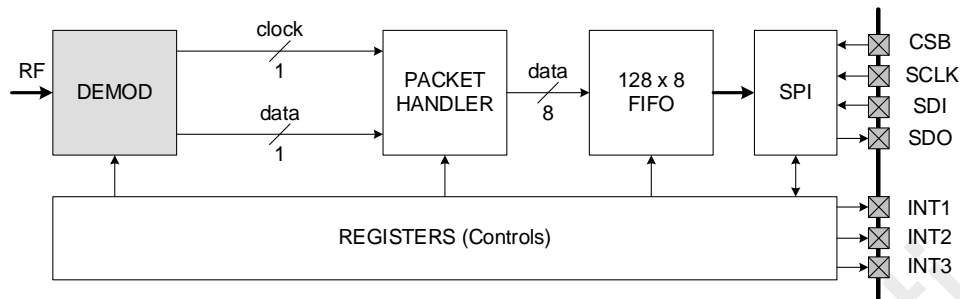 RF
DEMOD
clock
1
data
1
PACKET
HANDLER
data
8
128 x 8
FIFO
SPI
CSB
SCLK
SDI
SDO
REGISTERS (Controls)
INT1
INT2
INT3